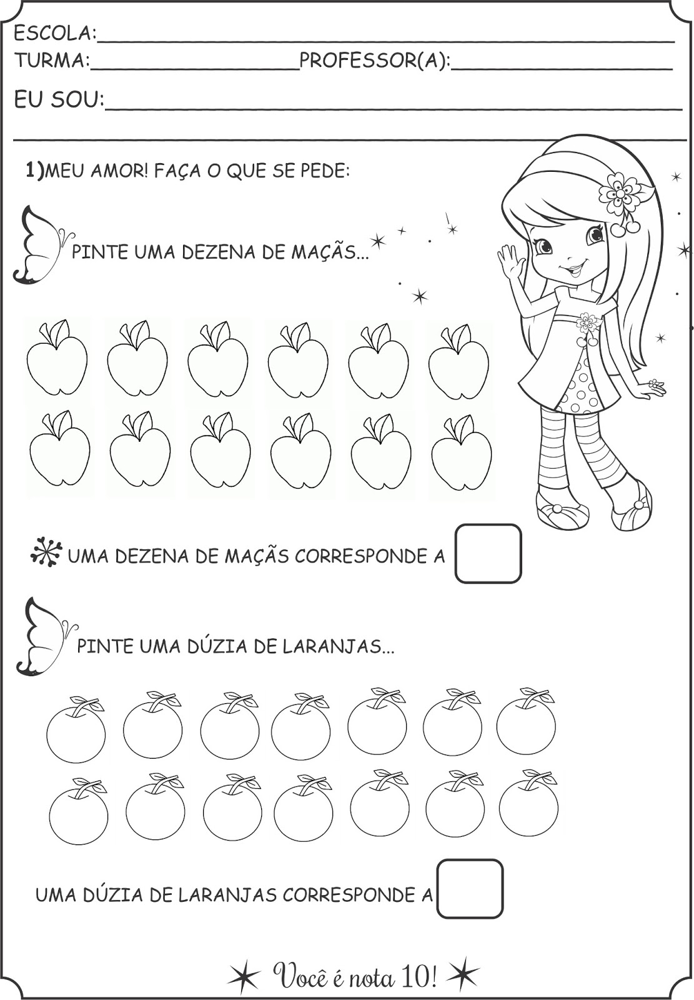 ESCOLA:
TURMA: PROFESSOR(A):
EU SOU:
1)MEU AMOR! FAÇA O QUE SE PEDE:
PINTE UMA DEZENA DE MAÇÃS...
UMA DEZENA DE MAÇÃS CORRESPONDE A
PINTE UMA DÚZIA DE LARANJAS...
UMA DÚZIA DE LARANJAS CORRESPONDE A
Você é nota 10!